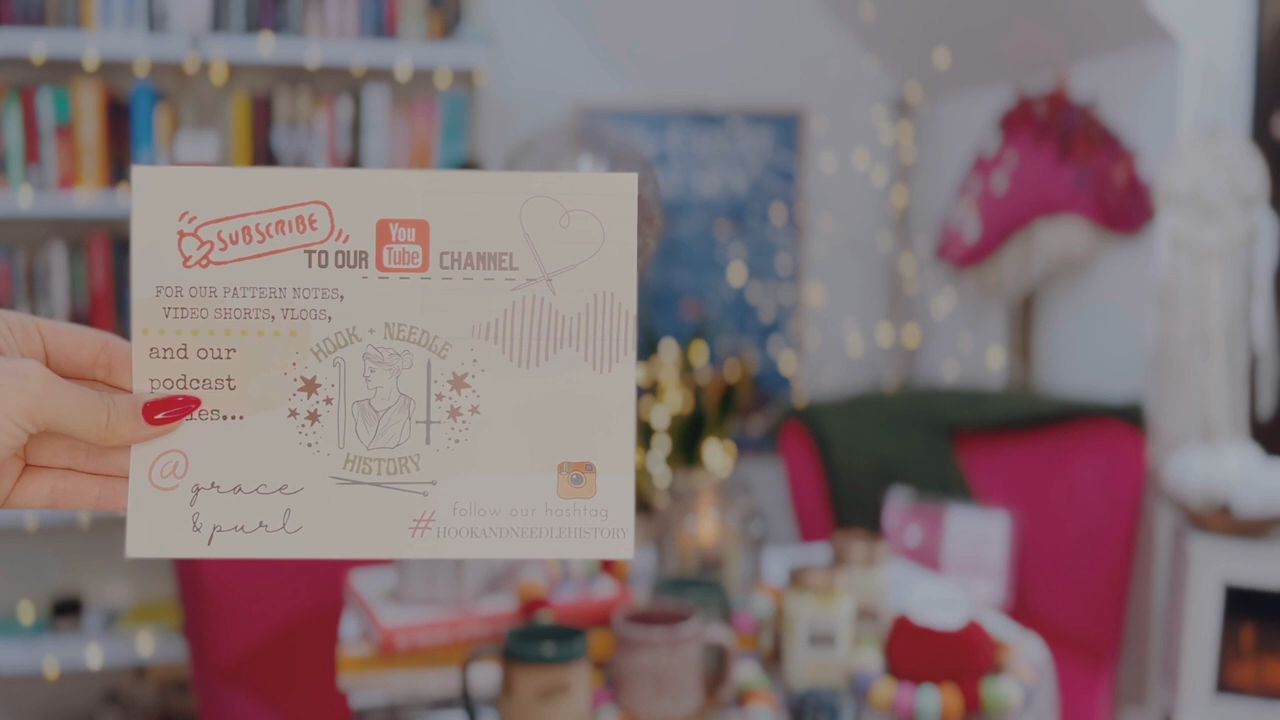 SUBSCRIBE
TO OUR You Tube CHANNEL
FOR OUR PATTERN NOTES,
VIDEO SHORTS, VLOGS,
and our
podcast
HOOK + NEEDLE
HISTORY
@grace
&purl
follow our hashtag
#HOOKANDNEEDLEHISTORY